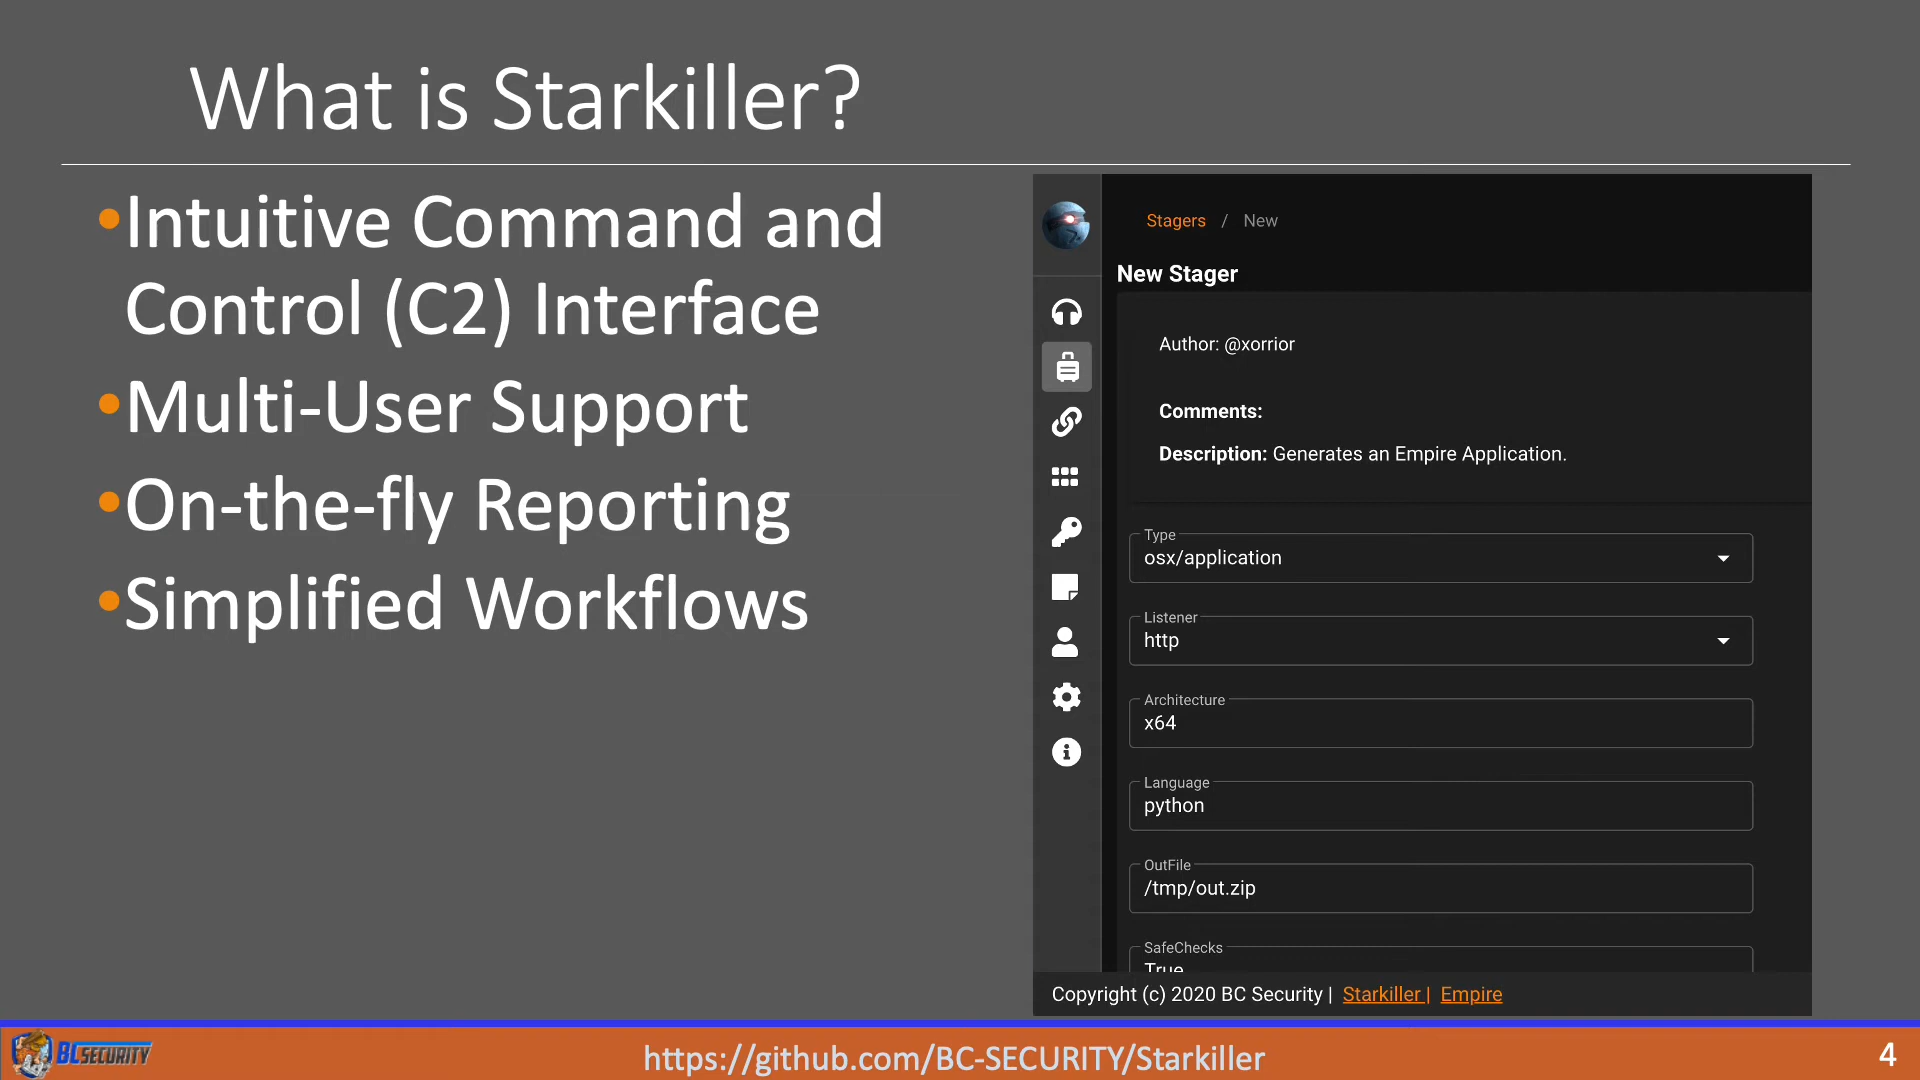 What is Starkiller?
•Intuitive Command and
Control (C2) Interface
•Multi-User Support
•On-the-fly Reporting
•Simplified Workflows
Stagers / New
New Stager
Author: @xorrior
Comments:
Description: Generates an Empire Application.
Type
osx/application
Listener
http
Architecture
x64
Language
python
OutFile
/tmp/out.zip
SafeChecks
True
Copyright (c) 2020 BC Security | Starkiller | Empire
BCSECURITY
https://github.com/BC-SECURITY/Starkiller
4